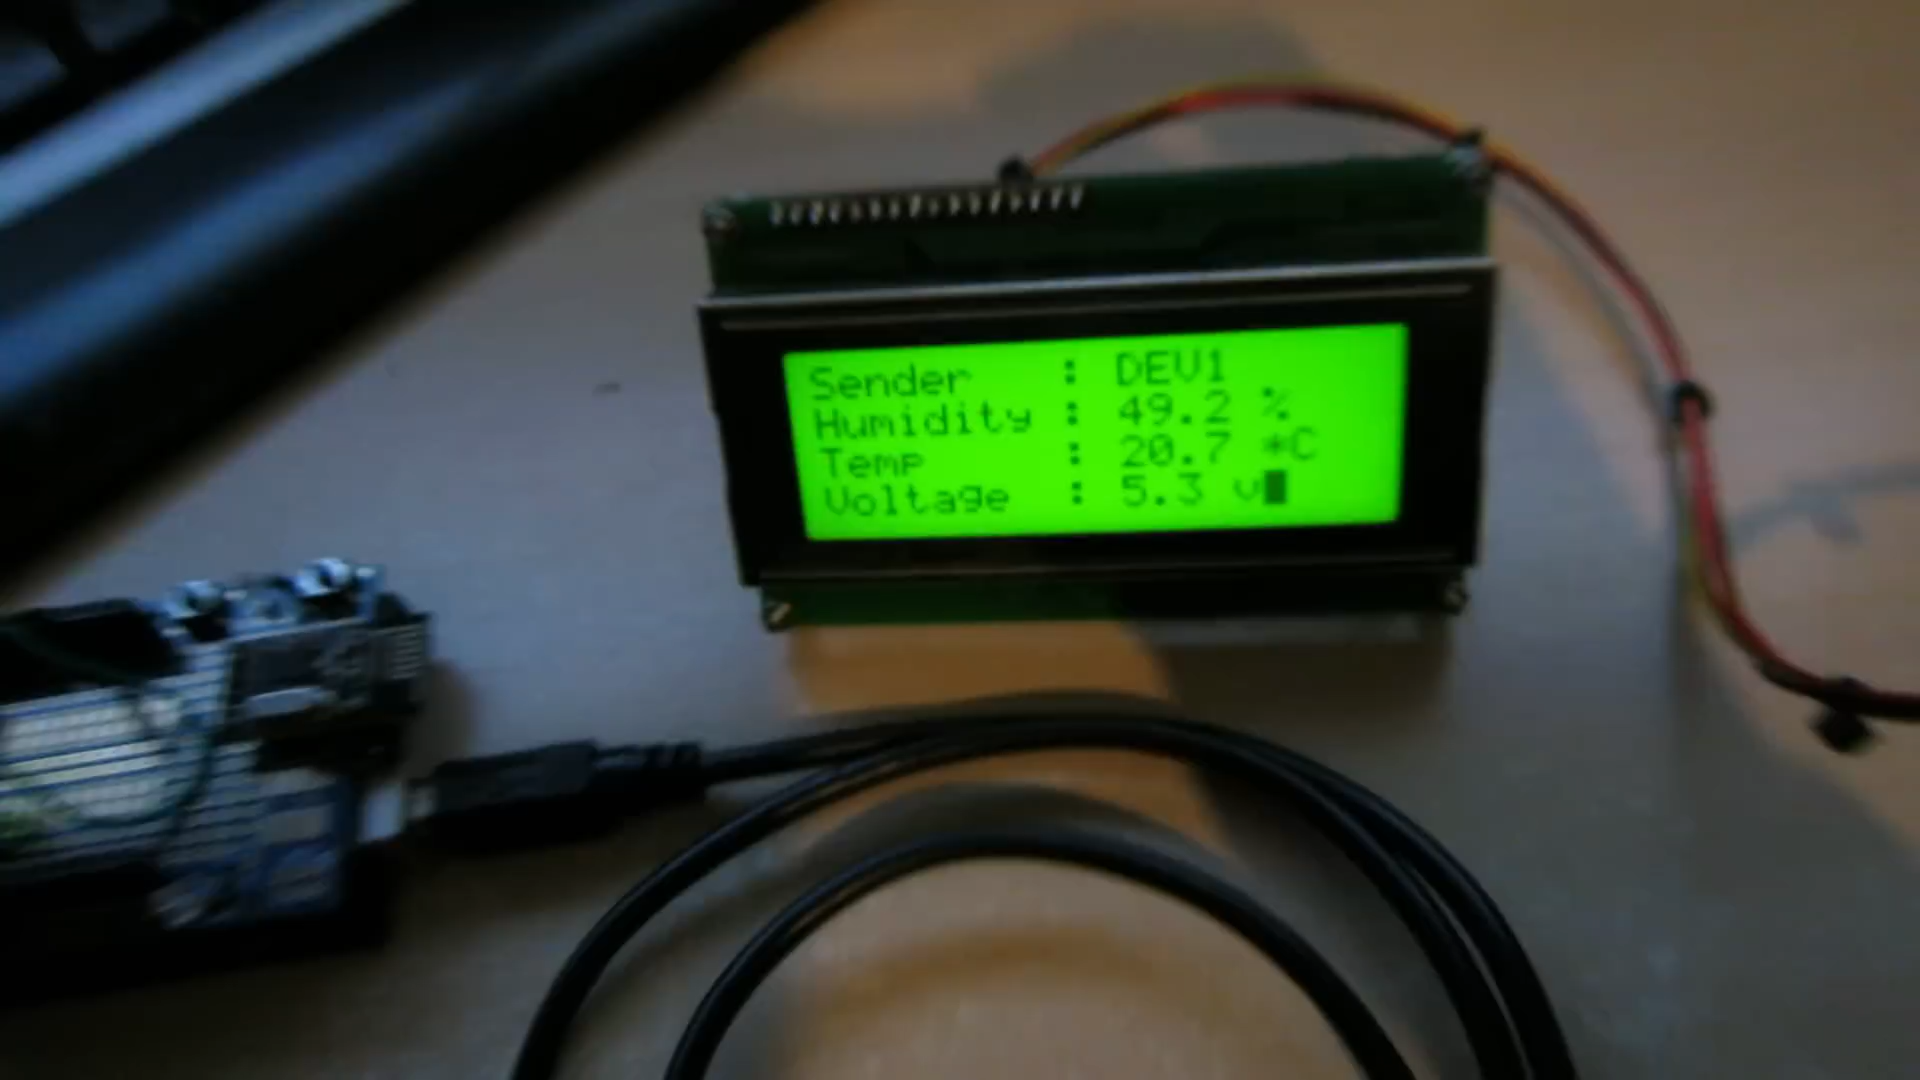 Sender : DEV1
Humidity : 49.2 %
Temp : 20.7 *C
Voltage : 5.3 v